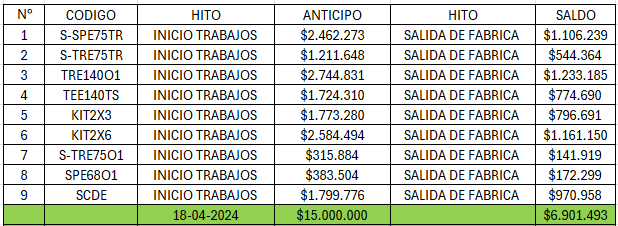 Nº CODIGO HITO ANTICIPO HITO SALDO
1 S-SPE75TR INICIO TRABAJOS $2.462.273 SALIDA DE FABRICA $1.106.239
2 S-TRE75TR INICIO TRABAJOS $1.211.648 SALIDA DE FABRICA $544.364
3 TRE140O1 INICIO TRABAJOS $2.744.831 SALIDA DE FABRICA $1.233.185
4 TEE140TS INICIO TRABAJOS $1.724.310 SALIDA DE FABRICA $774.690
5 KIT2X3 INICIO TRABAJOS $1.773.280 SALIDA DE FABRICA $796.691
6 KIT2X6 INICIO TRABAJOS $2.584.494 SALIDA DE FABRICA $1.161.150
7 S-TRE75O1 INICIO TRABAJOS $315.884 SALIDA DE FABRICA $141.919
8 SPE68O1 INICIO TRABAJOS $383.504 SALIDA DE FABRICA $172.299
9 SCDE INICIO TRABAJOS $1.799.776 SALIDA DE FABRICA $970.958
18-04-2024 $15.000.000 $6.901.493